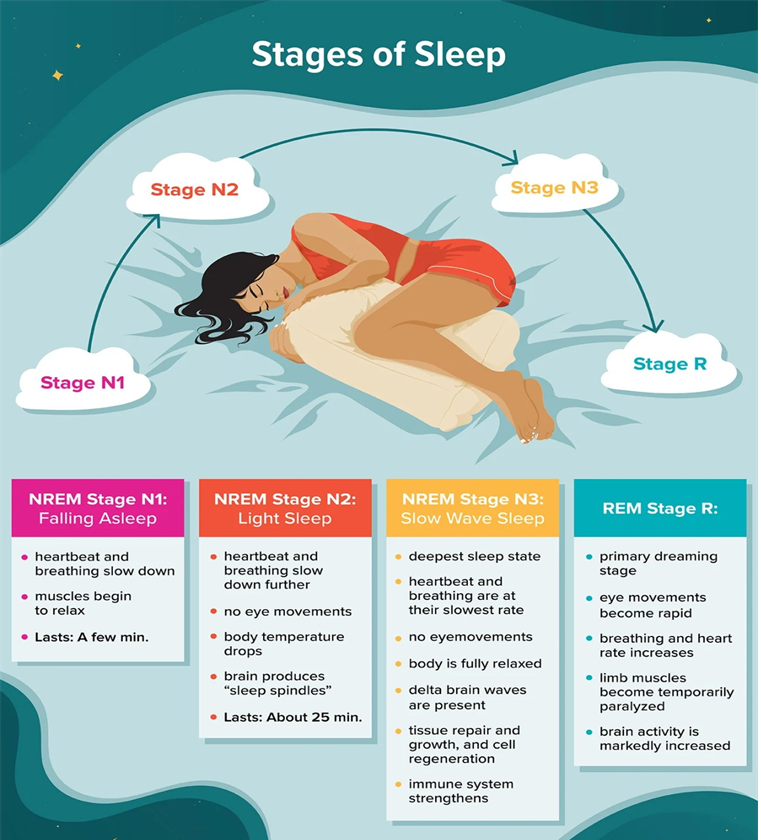 Stages of Sleep
Stage N2
Stage N3
Stage N1
Stage R
NREM Stage N1:
Falling Asleep
heartbeat and
breathing slow down
muscles begin
to relax
Lasts: A few min.
NREM Stage N2:
Light Sleep
heartbeat and
breathing slow
down further
no eye movements
body temperature
drops
brain produces
“sleep spindles”
Lasts: About 25 min.
NREM Stage N3:
Slow Wave Sleep
deepest sleep state
heartbeat and
breathing are at
their slowest rate
no eyemovements
body is fully relaxed
delta brain waves
are present
tissue repair and
growth, and cell
regeneration
immune system
strengthens
REM Stage R:
primary dreaming
stage
eye movements
become rapid
breathing and heart
rate increases
limb muscles
become temporarily
paralyzed
brain activity is
markedly increased